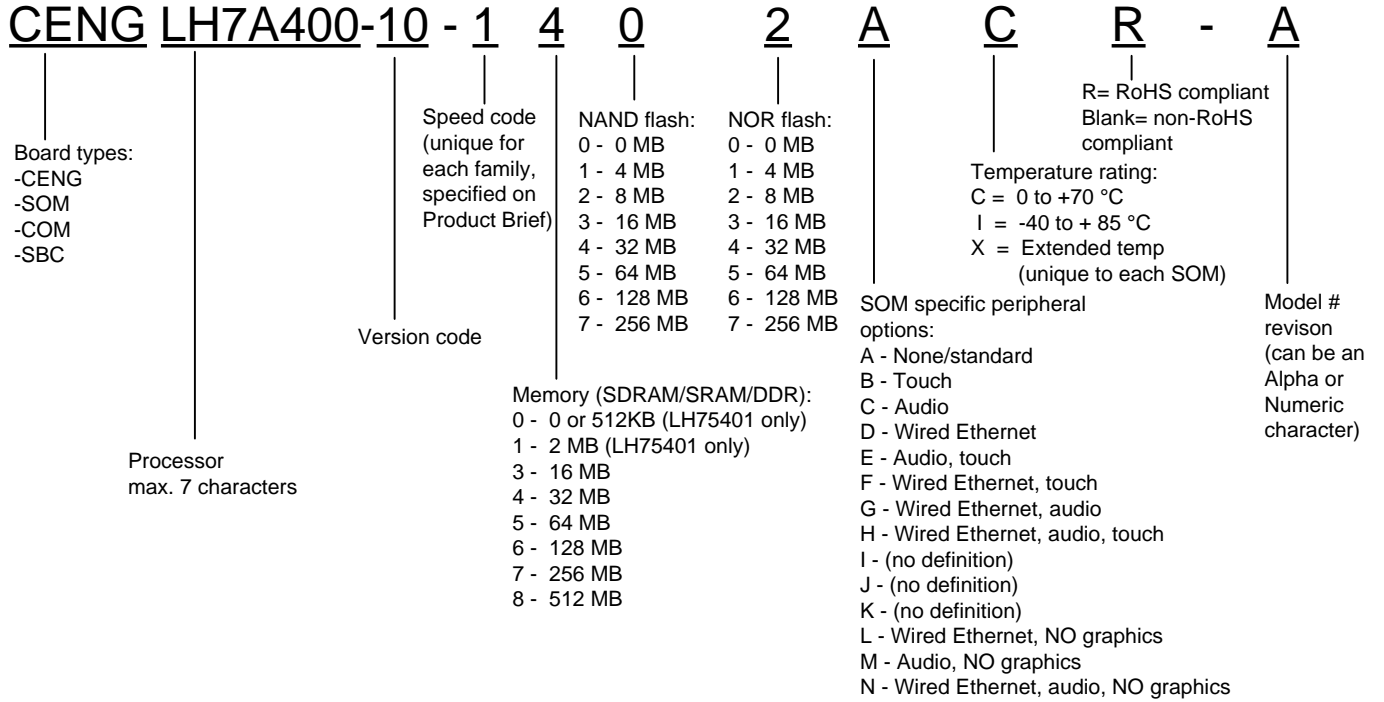 CENG LH7A400-10 - 1 4 0 2 A C R - A
Board types:
-CENG
-SOM
-COM
-SBC
Processor
max. 7 characters
Version code
Speed code
(unique for
each family,
specified on
Product Brief)
Memory (SDRAM/SRAM/DDR):
0 - 0 or 512KB (LH75401 only)
1 - 2 MB (LH75401 only)
3 - 16 MB
4 - 32 MB
5 - 64 MB
6 - 128 MB
7 - 256 MB
8 - 512 MB
NAND flash:
0 - 0 MB
1 - 4 MB
2 - 8 MB
3 - 16 MB
4 - 32 MB
5 - 64 MB
6 - 128 MB
7 - 256 MB
NOR flash:
0 - 0 MB
1 - 4 MB
2 - 8 MB
3 - 16 MB
4 - 32 MB
5 - 64 MB
6 - 128 MB
7 - 256 MB
SOM specific peripheral
options:
A - None/standard
B - Touch
C - Audio
D - Wired Ethernet
E - Audio, touch
F - Wired Ethernet, touch
G - Wired Ethernet, audio
H - Wired Ethernet, audio, touch
I - (no definition)
J - (no definition)
K - (no definition)
L - Wired Ethernet, NO graphics
M - Audio, NO graphics
N - Wired Ethernet, audio, NO graphics
Temperature rating:
C = 0 to +70 °C
I = -40 to + 85 °C
X = Extended temp
(unique to each SOM)
R= RoHS compliant
Blank= non-RoHS
compliant
Model #
revison
(can be an
Alpha or
Numeric
character)